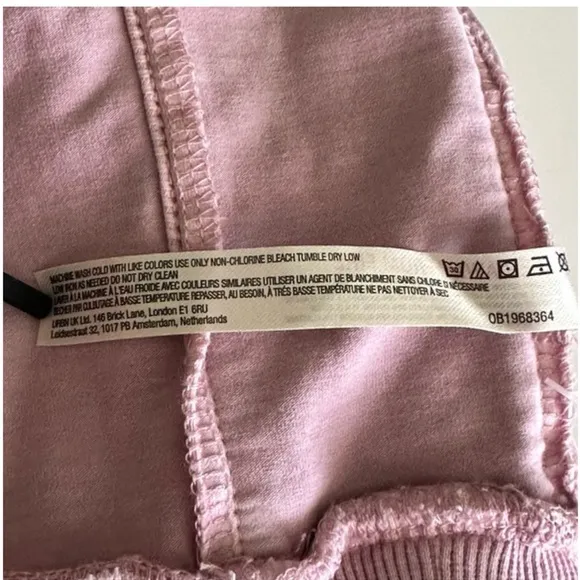 MACHINE WASH COLD WITH LIKE COLORS USE ONLY NON-CHLORINE BLEACH TUMBLE DRY LOW
LOW IRON AS NEEDED DO NOT DRY CLEAN
LAVER À LA MACHINE À L'EAU FROIDE AVEC COULEURS SIMILAIRES UTILISER UN AGENT DE BLANCHIMENT SANS CHLORE SI NÉCESSAIRE
SÉCHER PAR CULBUTAGE À BASSE TEMPÉRATURE REPASSER, AU BESOIN, À TRÈS BASSE TEMPÉRATURE NE PAS NETTOYER À SEC
URBN UK Ltd. 146 Brick Lane, London E1 6RU
Leidsestraat 32, 1017 PB Amsterdam, Netherlands
OB1968364